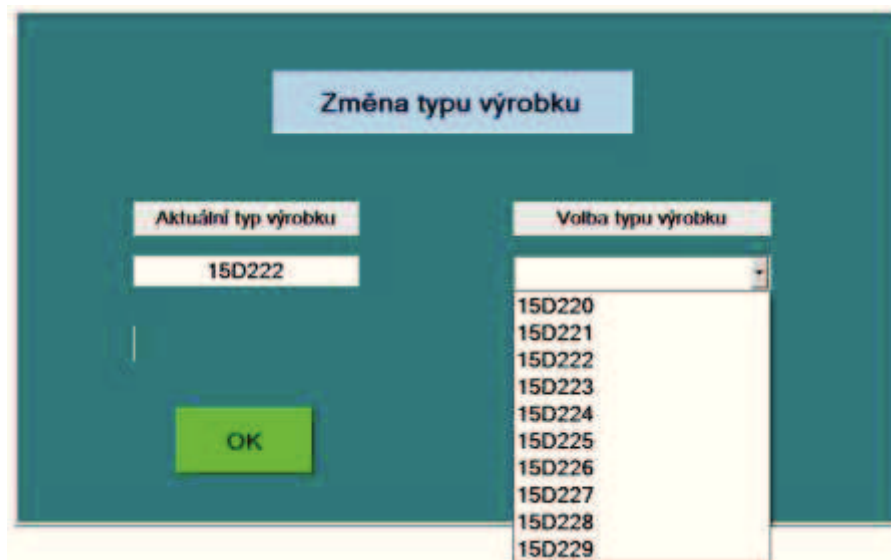 Změna typu výrobku
Aktuální typ výrobku
15D222
OK
Volba typu výrobku
15D220
15D221
15D222
15D223
15D224
15D225
15D226
15D227
15D228
15D229